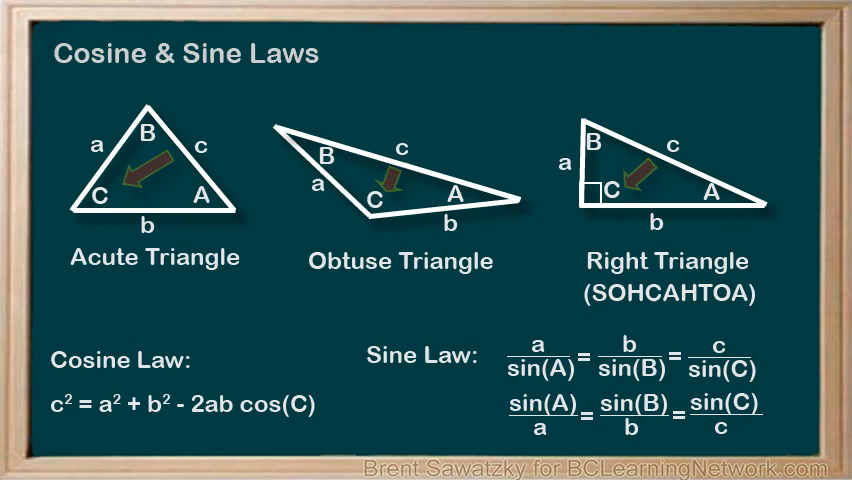 Cosine & Sine Laws
B
a
c
C
A
b
Acute Triangle
B
c
a
C
A
b
Obtuse Triangle
B
c
a
C
A
b
Right Triangle
(SOHCAHTOA)
Cosine Law:
c² = a² + b² - 2ab cos(C)
Sine Law:
a/sin(A) = b/sin(B) = c/sin(C)
sin(A)/a = sin(B)/b = sin(C)/c
Brent Sawatzky for BCLearningNetwork.com